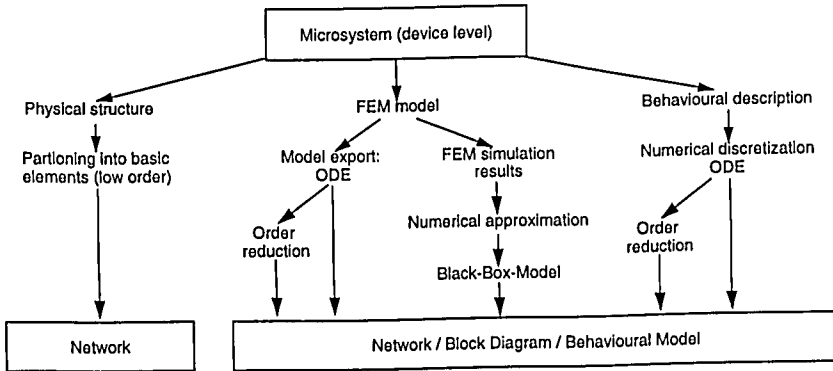 Microsystem (device level)
Physical structure
FEM model
Behavioural description
Partioning into basic
elements (low order)
Model export:
ODE
FEM simulation
results
Numerical discretization
ODE
Order
reduction
Numerical approximation
Order
reduction
Black-Box-Model
Network
Network / Block Diagram / Behavioural Model